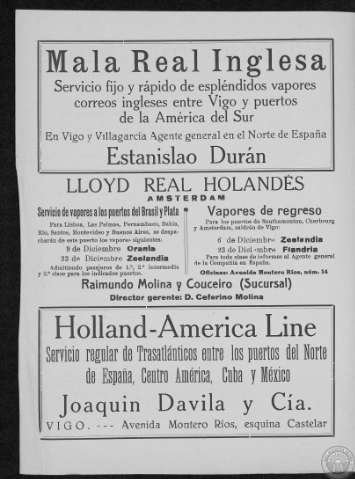 Mala Real Inglesa
Servicio fijo y rápido de espléndidos vapores
correos ingleses entre Vigo y puertos
de la América del Sur
En Vigo y Villagarcía Agente general en el Norte de España
Estanislao Durán
LLOYD REAL HOLANDÉS
AMSTERDAM
Servicio de vapores a los puertos del Brasil y Plata
Para Lisboa, Las Palmas, Pernambuco, Bahía,
Río, Santos, Montevideo y Buenos Aires, se despa-
charán de este puerto los vapores siguientes:
9 de Diciembre Orania
23 de Diciembre Zeelandia
Admitiendo pasajeros de 1.ª, 2.ª intermedia
y 3.ª clase para los indicados puertos.
Vapores de regreso
Para los puertos de Southamonton, Cherbourg
y Amsterdam, saldrán de Vigo:
6 de Diciembre Zeelandia
23 de Diciembre Flandria
Para toda clase de informes al Agente general
de la Compañía en España.
Oficinas: Avenida Montero Ríos, núm. 14
Raimundo Molina y Couceiro (Sucursal)
Director gerente: D. Ceferino Molina
Holland-America Line
Servicio regular de Trasatlánticos entre los puertos del Norte
de España, Centro América, Cuba y México
Joaquin Davila y Cía.
VIGO. --- Avenida Montero Ríos, esquina Castelar